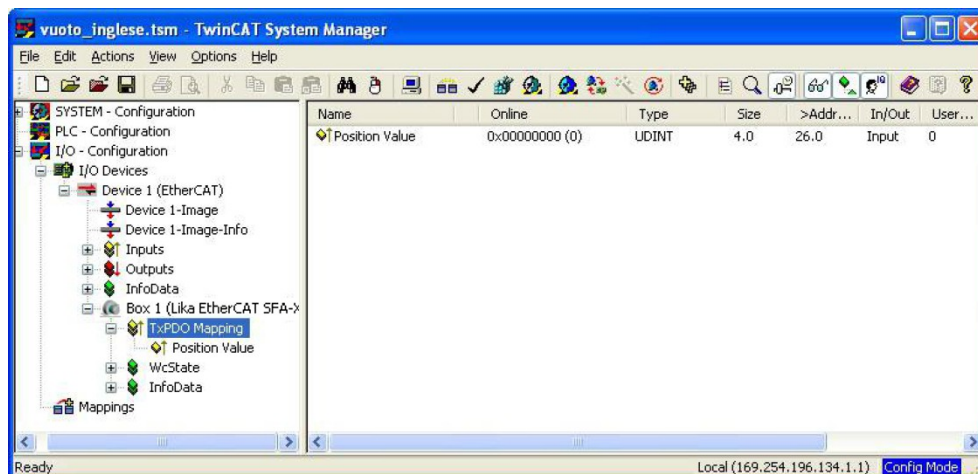 vuoto_inglese.tsm - TwinCAT System Manager
File Edit Actions View Options Help
SYSTEM - Configuration
PLC - Configuration
I/O - Configuration
I/O Devices
Device 1 (EtherCAT)
Device 1-Image
Device 1-Image-Info
Inputs
Outputs
InfoData
Box 1 (Lika EtherCAT SFA-X
TxPDO Mapping
Position Value
WcState
InfoData
Mappings
Name Online Type Size >Addr... In/Out User...
Position Value 0x00000000 (0) UDINT 4.0 26.0 Input 0
Ready Local (169.254.196.134.1.1) Config Mode